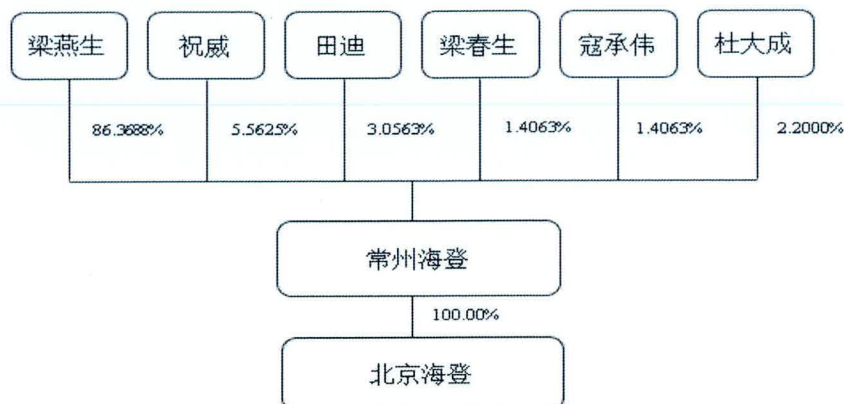 梁燕生 祝威 田迪 梁春生 寇承伟 杜大成
86.3688% 5.5625% 3.0563% 1.4063% 1.4063% 2.2000%
常州海登
100.00%
北京海登